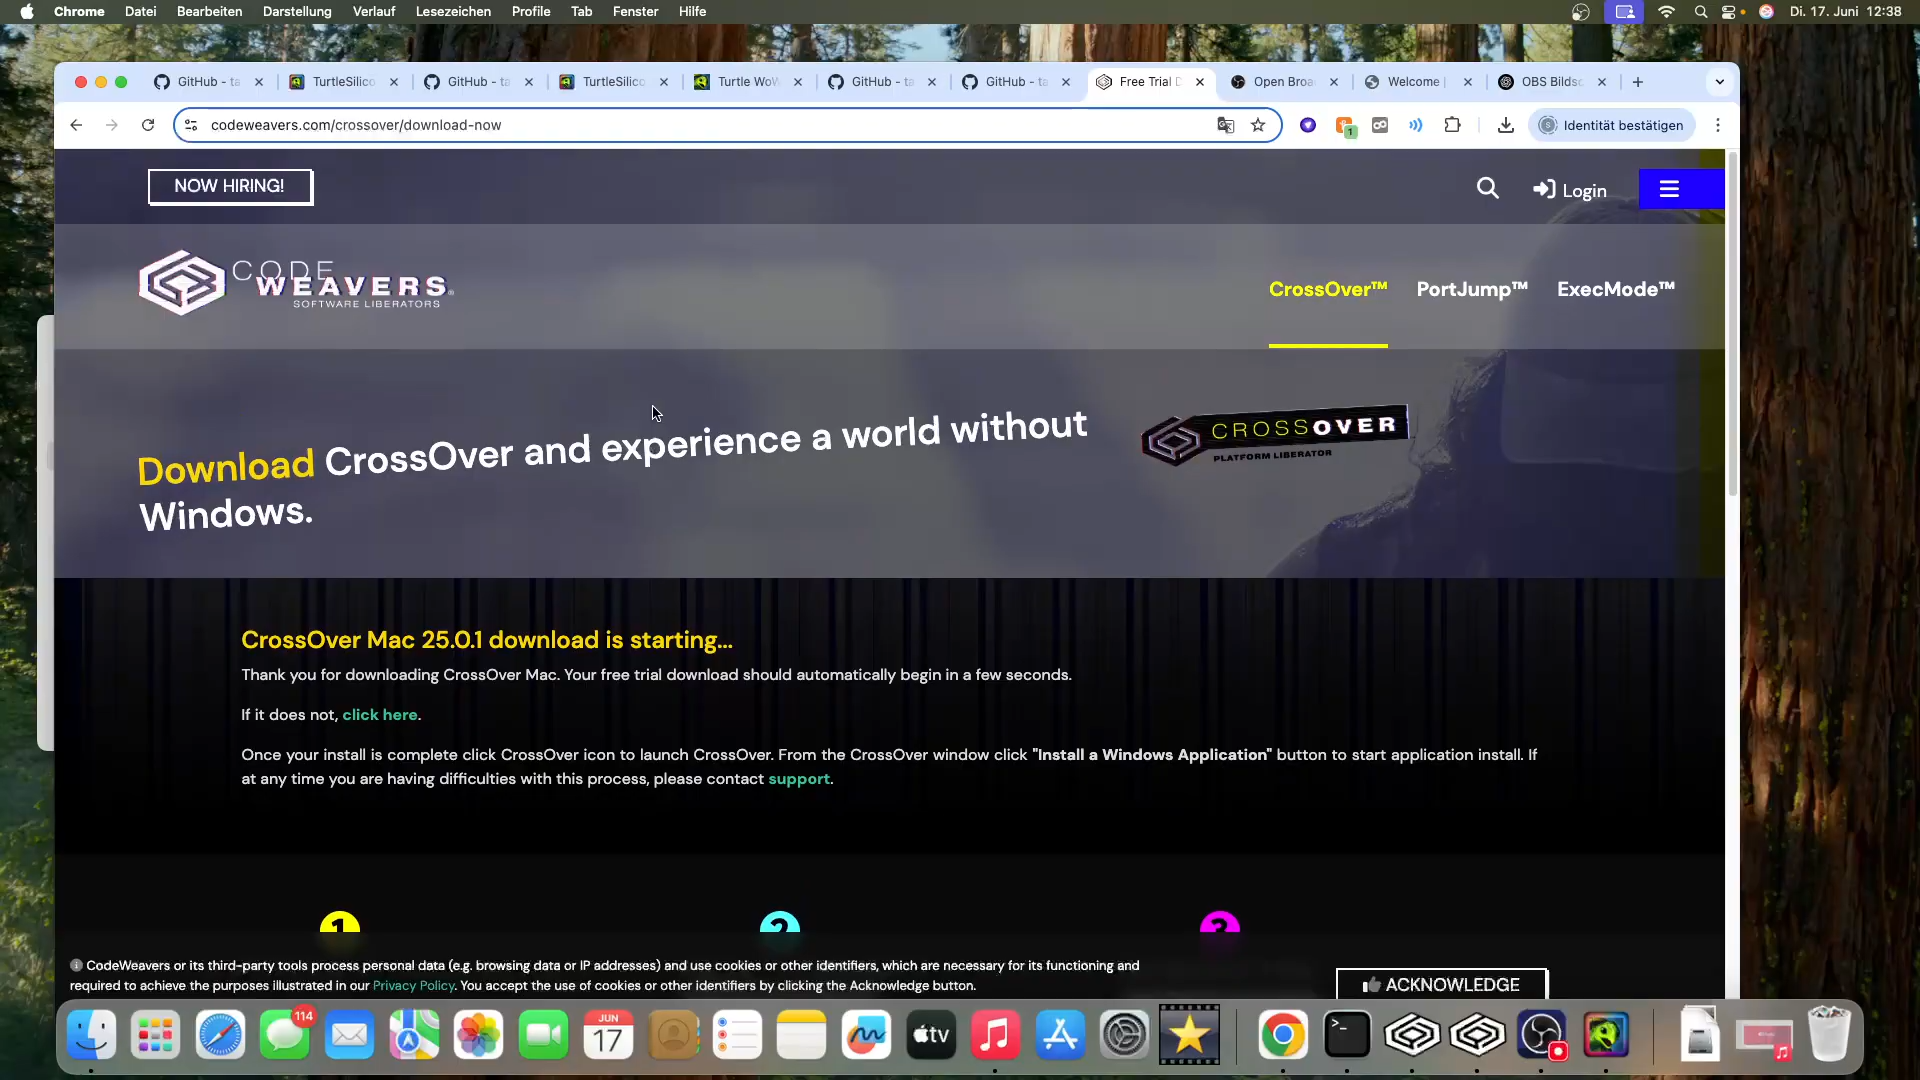 Chrome Datei Bearbeiten Darstellung Verlauf Lesezeichen Profile Tab Fenster Hilfe
Di. 17. Juni 12:38
GitHub - ta
TurtleSilico
GitHub - ta
TurtleSilico
Turtle WoW
GitHub - ta
GitHub - ta
Free Trial D
Open Broa
Welcome |
OBS Bildsc
codeweavers.com/crossover/download-now
1
Identität bestätigen
NOW HIRING!
Login
CODE
WEAVERS®
SOFTWARE LIBERATORS
CrossOver™ PortJump™ ExecMode™
Download CrossOver and experience a world without
Windows.
CROSSOVER
PLATFORM LIBERATOR
CrossOver Mac 25.0.1 download is starting...
Thank you for downloading CrossOver Mac. Your free trial download should automatically begin in a few seconds.
If it does not, click here.
Once your install is complete click CrossOver icon to launch CrossOver. From the CrossOver window click "Install a Windows Application" button to start application install. If
at any time you are having difficulties with this process, please contact support.
1
2
3
CodeWeavers or its third-party tools process personal data (e.g. browsing data or IP addresses) and use cookies or other identifiers, which are necessary for its functioning and
required to achieve the purposes illustrated in our Privacy Policy. You accept the use of cookies or other identifiers by clicking the Acknowledge button.
ACKNOWLEDGE
114
JUN
17
tv